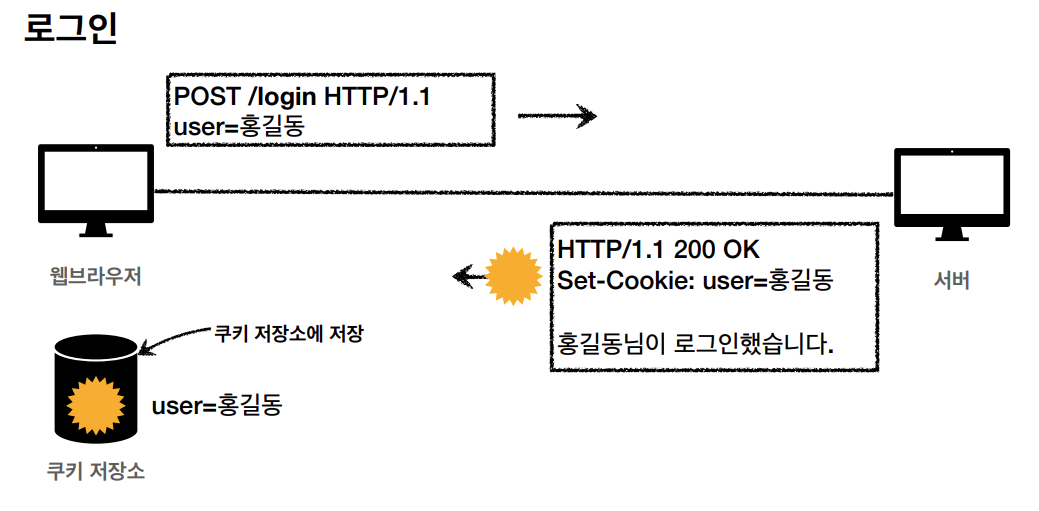 로그인
POST /login HTTP/1.1
user=홍길동
웹브라우저
HTTP/1.1 200 OK
Set-Cookie: user=홍길동
홍길동님이 로그인했습니다.
서버
쿠키 저장소에 저장
user=홍길동
쿠키 저장소